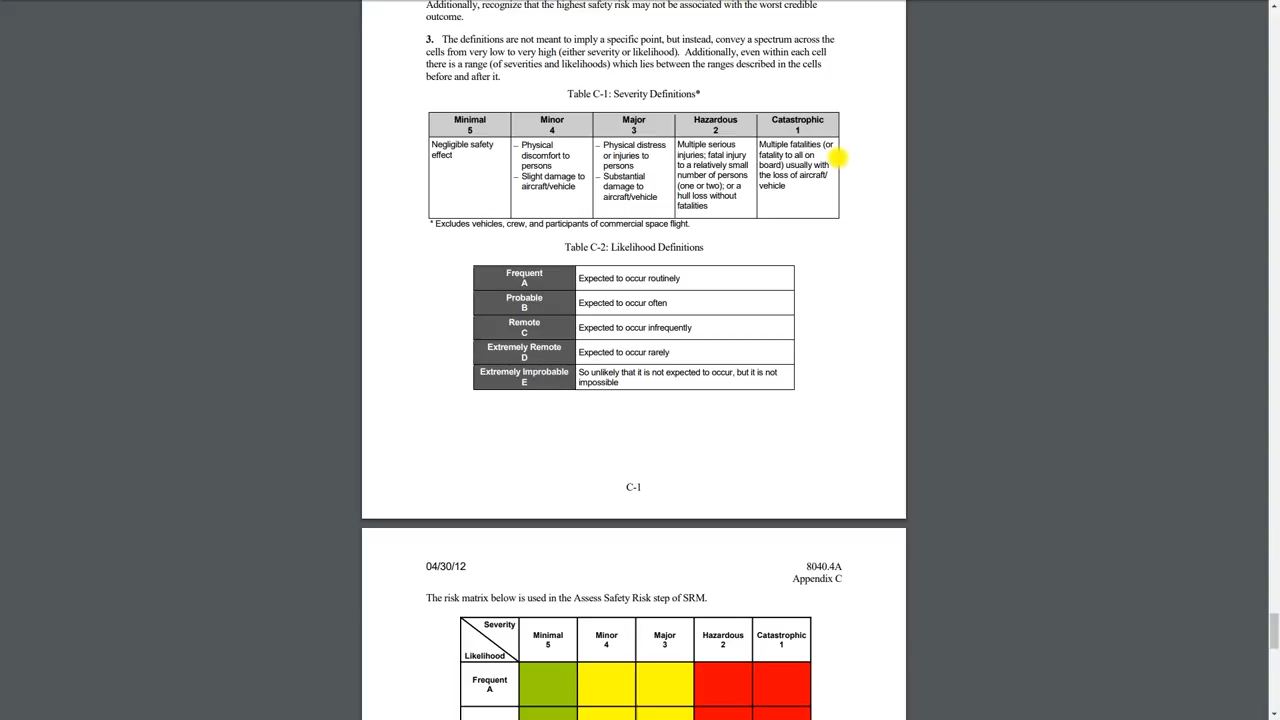 Additionally, recognize that the highest safety risk may not be associated with the worst credible
outcome.
3. The definitions are not meant to imply a specific point, but instead, convey a spectrum across the
cells from very low to very high (either severity or likelihood). Additionally, even within each cell
there is a range (of severities and likelihoods) which lies between the ranges described in the cells
before and after it.
Table C-1: Severity Definitions*
Minimal
5
Minor
4
Major
3
Hazardous
2
Catastrophic
1
Negligible safety
effect
– Physical
discomfort to
persons
– Slight damage to
aircraft/vehicle
– Physical distress
or injuries to
persons
– Substantial
damage to
aircraft/vehicle
Multiple serious
injuries; fatal injury
to a relatively small
number of persons
(one or two); or a
hull loss without
fatalities
Multiple fatalities (or
fatality to all on
board) usually with
the loss of aircraft/
vehicle
* Excludes vehicles, crew, and participants of commercial space flight.
Table C-2: Likelihood Definitions
Frequent
A
Expected to occur routinely
Probable
B
Expected to occur often
Remote
C
Expected to occur infrequently
Extremely Remote
D
Expected to occur rarely
Extremely Improbable
E
So unlikely that it is not expected to occur, but it is not
impossible
C-1
04/30/12
8040.4A
Appendix C
The risk matrix below is used in the Assess Safety Risk step of SRM.
Severity
Likelihood
Minimal
5
Minor
4
Major
3
Hazardous
2
Catastrophic
1
Frequent
A